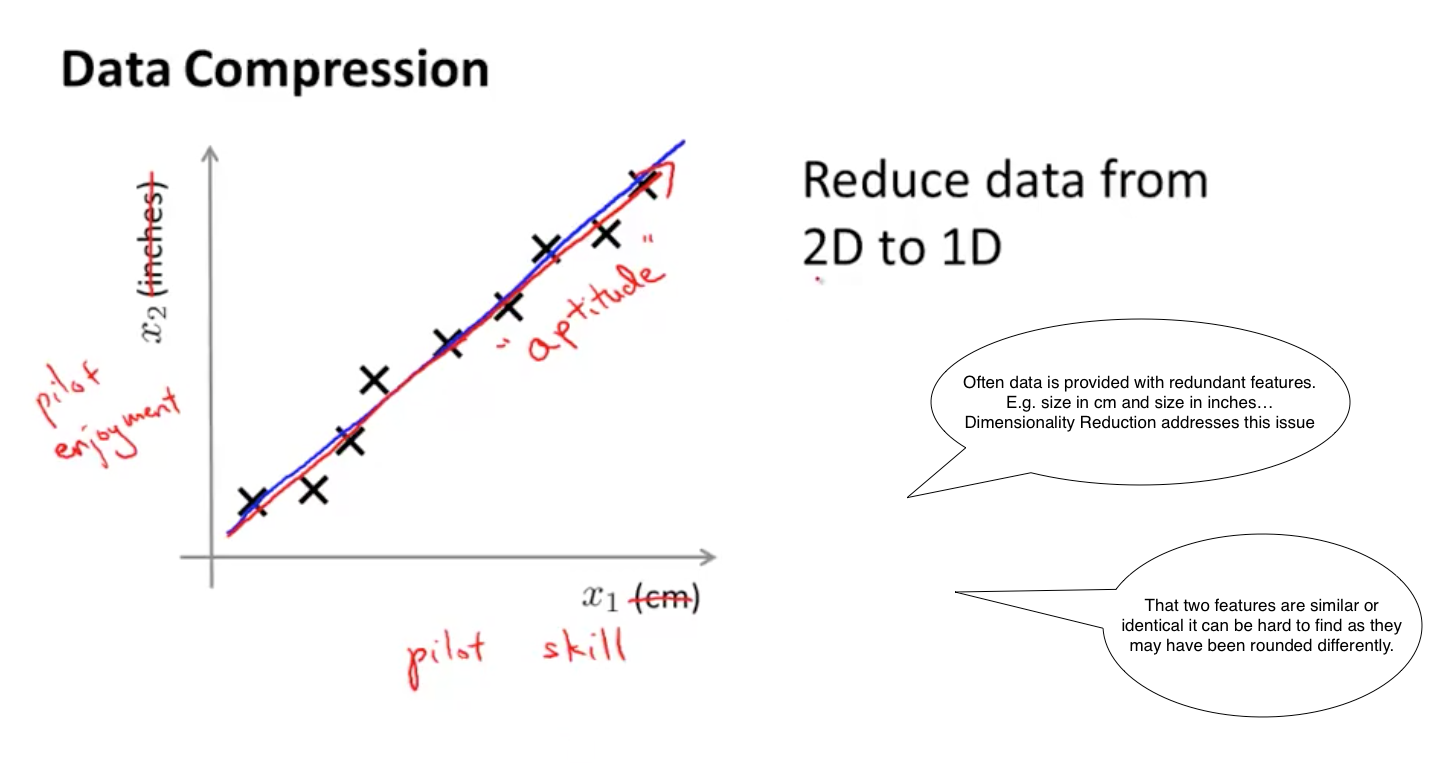 Data Compression
x₂ (inches)
pilot
enjoyment
"aptitude"
x₁ (cm)
pilot skill
Reduce data from
2D to 1D
Often data is provided with redundant features.
E.g. size in cm and size in inches…
Dimensionality Reduction addresses this issue
That two features are similar or
identical it can be hard to find as they
may have been rounded differently.